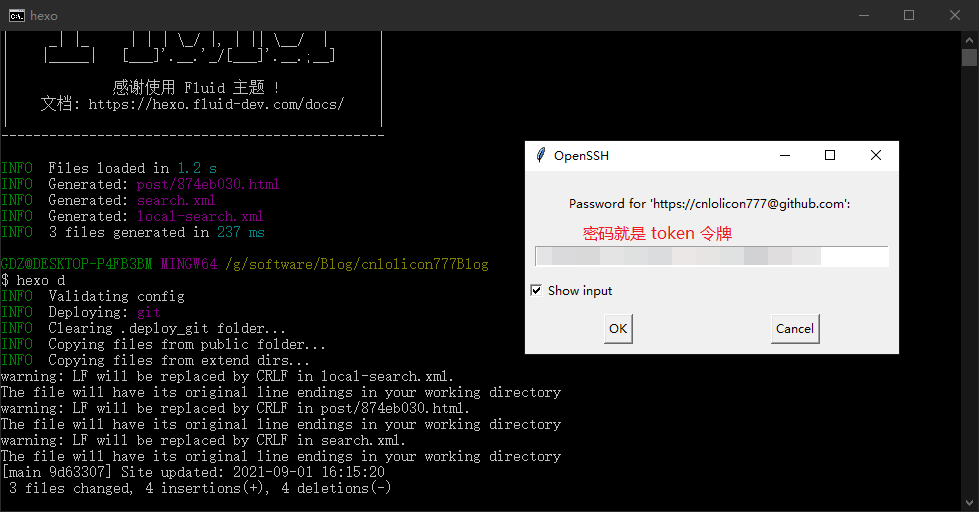 hexo
|      _| |_     | | | \_/ |, | || \__/  |      |
|     |_____|   [___]'.__.'_/[___]'.__.;__]     |
感谢使用 Fluid 主题 !
文档: https://hexo.fluid-dev.com/docs/
------------------------------------------------
INFO  Files loaded in 1.2 s
INFO  Generated: post/874eb030.html
INFO  Generated: search.xml
INFO  Generated: local-search.xml
INFO  3 files generated in 237 ms
GDZ@DESKTOP-P4FB3BM MINGW64 /g/software/Blog/cnlolicon777Blog
$ hexo d
INFO  Validating config
INFO  Deploying: git
INFO  Clearing .deploy_git folder...
INFO  Copying files from public folder...
INFO  Copying files from extend dirs...
warning: LF will be replaced by CRLF in local-search.xml.
The file will have its original line endings in your working directory
warning: LF will be replaced by CRLF in post/874eb030.html.
The file will have its original line endings in your working directory
warning: LF will be replaced by CRLF in search.xml.
The file will have its original line endings in your working directory
[main 9d63307] Site updated: 2021-09-01 16:15:20
 3 files changed, 4 insertions(+), 4 deletions(-)
OpenSSH
Password for 'https://cnlolicon777@github.com':
密码就是 token 令牌
Show input
OK
Cancel